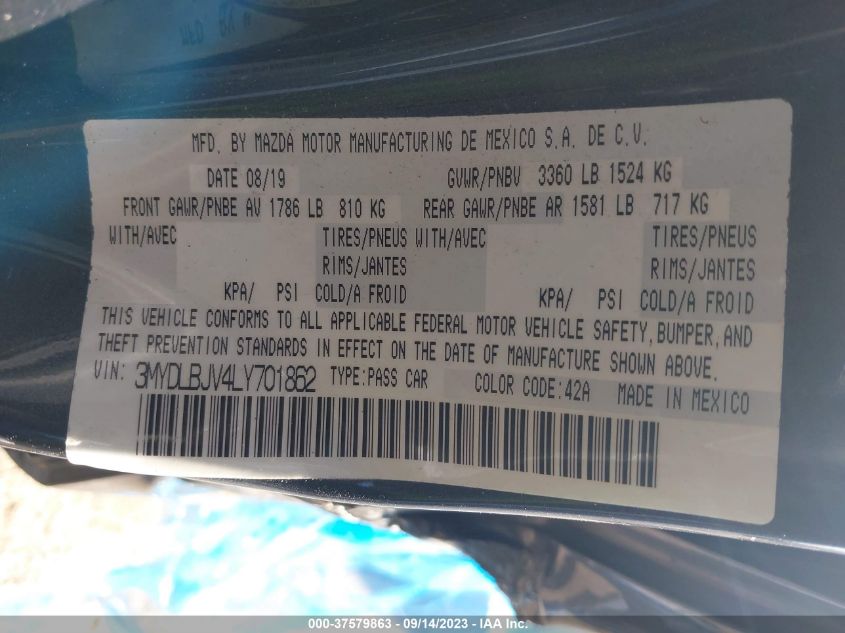 MFD. BY MAZDA MOTOR MANUFACTURING DE MEXICO S.A. DE C.V.
DATE 08/19 GVWR/PNBV 3360 LB 1524 KG
FRONT GAWR/PNBE AV 1786 LB 810 KG REAR GAWR/PNBE AR 1581 LB 717 KG
WITH/AVEC TIRES/PNEUS WITH/AVEC TIRES/PNEUS
RIMS/JANTES RIMS/JANTES
KPA/ PSI COLD/A FROID KPA/ PSI COLD/A FROID
THIS VEHICLE CONFORMS TO ALL APPLICABLE FEDERAL MOTOR VEHICLE SAFETY, BUMPER, AND
THEFT PREVENTION STANDARDS IN EFFECT ON THE DATE OF MANUFACTURE SHOWN ABOVE.
VIN: 3MYDLBJV4LY701862 TYPE:PASS CAR COLOR CODE:42A MADE IN MEXICO
000-37579863 - 09/14/2023 - IAA Inc.